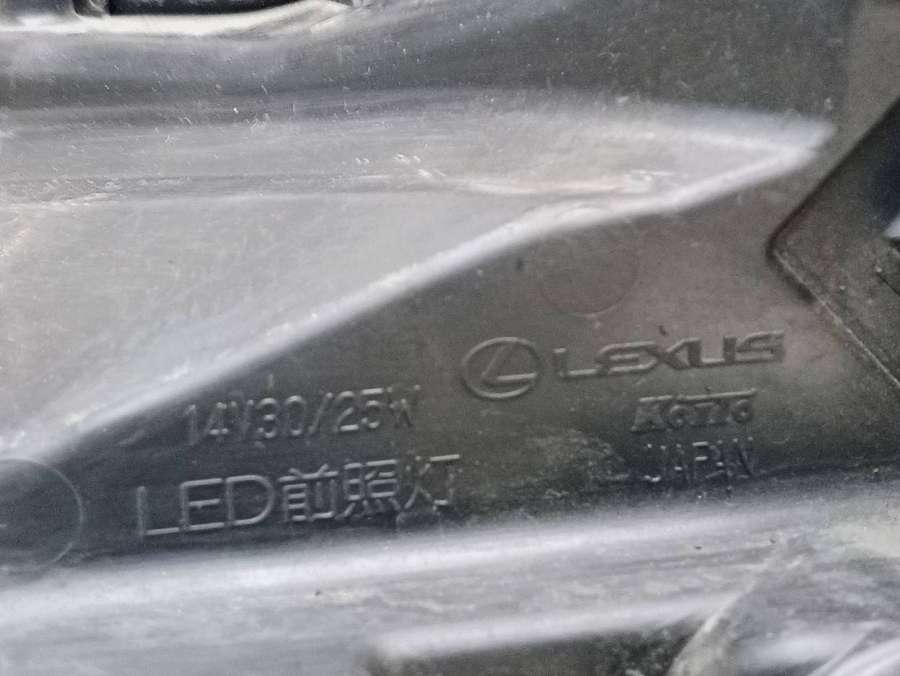 LEXUS
14V30/25W
Koito
JAPAN
LED前照灯